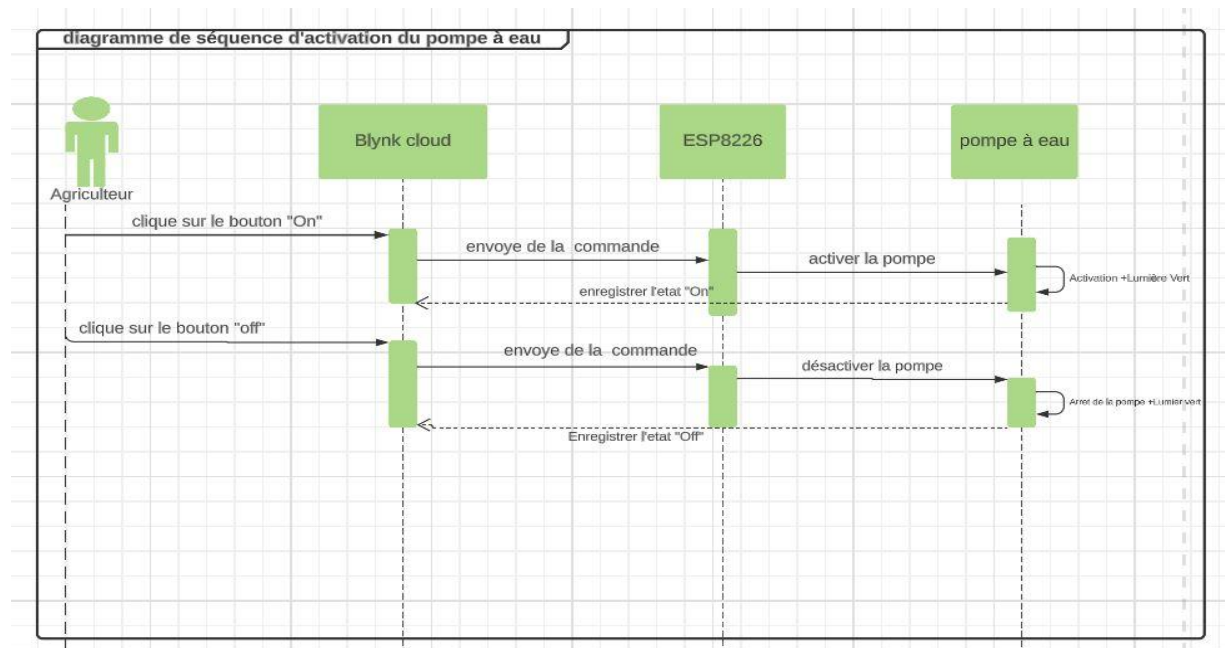 diagramme de séquence d'activation du pompe à eau
Blynk cloud
ESP8226
pompe à eau
Agriculteur
clique sur le bouton "On"
envoye de la commande
activer la pompe
Activation +Lumière Vert
enregistrer l'etat "On"
clique sur le bouton "off"
envoye de la commande
désactiver la pompe
Arret de la pompe +Lumier vert
Enregistrer l'etat "Off"